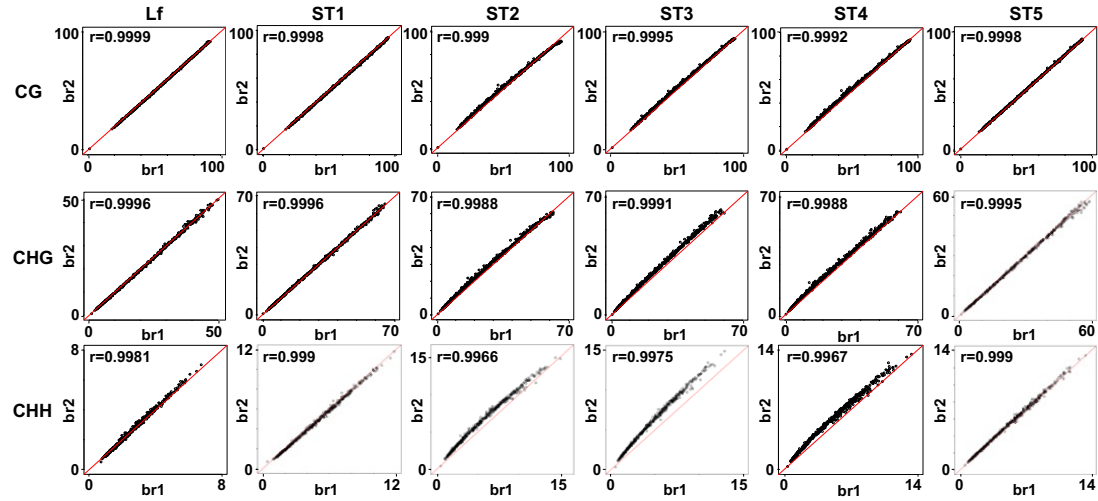 Lf ST1 ST2 ST3 ST4 ST5
CG
100 r=0.9999 br2 0 0 br1 100
100 r=0.9998 br2 0 0 br1 100
100 r=0.999 br2 0 0 br1 100
100 r=0.9995 br2 0 0 br1 100
100 r=0.9992 br2 0 0 br1 100
100 r=0.9998 br2 0 0 br1 100
CHG
50 r=0.9996 br2 0 0 br1 50
70 r=0.9996 br2 0 0 br1 70
70 r=0.9988 br2 0 0 br1 70
70 r=0.9991 br2 0 0 br1 70
70 r=0.9988 br2 0 0 br1 70
60 r=0.9995 br2 0 0 br1 60
CHH
8 r=0.9981 br2 0 0 br1 8
12 r=0.999 br2 0 0 br1 12
15 r=0.9966 br2 0 0 br1 15
15 r=0.9975 br2 0 0 br1 15
14 r=0.9967 br2 0 0 br1 14
14 r=0.999 br2 0 0 br1 14